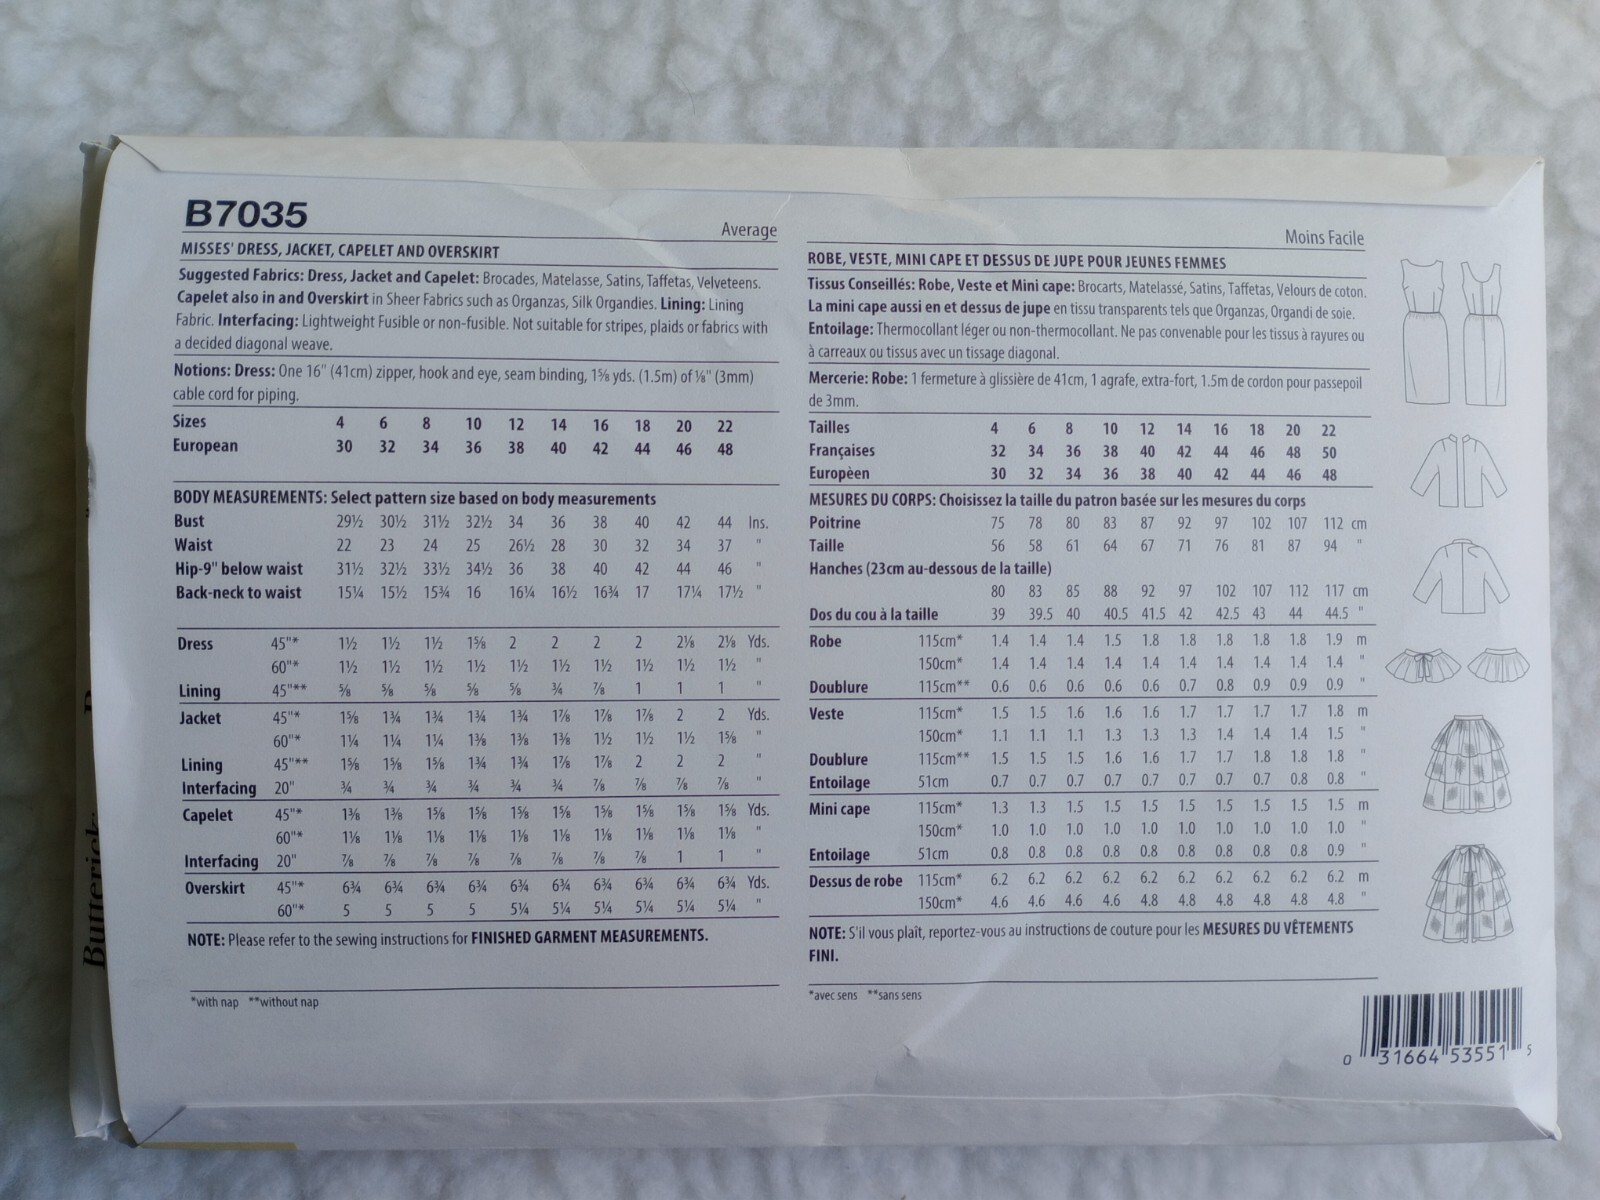 B7035
Average
MISSES' DRESS, JACKET, CAPELET AND OVERSKIRT
Suggested Fabrics: Dress, Jacket and Capelet: Brocades, Matelasse, Satins, Taffetas, Velveteens.
Capelet also in and Overskirt in Sheer Fabrics such as Organzas, Silk Organdies. Lining: Lining
Fabric. Interfacing: Lightweight Fusible or non-fusible. Not suitable for stripes, plaids or fabrics with
a decided diagonal weave.
Notions: Dress: One 16" (41cm) zipper, hook and eye, seam binding, 1⅝ yds. (1.5m) of ⅛" (3mm)
cable cord for piping.
Sizes 4 6 8 10 12 14 16 18 20 22
European 30 32 34 36 38 40 42 44 46 48
BODY MEASUREMENTS: Select pattern size based on body measurements
Bust 29½ 30½ 31½ 32½ 34 36 38 40 42 44 Ins.
Waist 22 23 24 25 26½ 28 30 32 34 37 "
Hip-9" below waist 31½ 32½ 33½ 34½ 36 38 40 42 44 46 "
Back-neck to waist 15¼ 15½ 15¾ 16 16¼ 16½ 16¾ 17 17¼ 17½ "
Dress 45"* 1½ 1½ 1½ 1⅝ 2 2 2 2 2⅛ 2⅛ Yds.
60"* 1½ 1½ 1½ 1½ 1½ 1½ 1½ 1½ 1½ 1½ "
Lining 45"** ⅝ ⅝ ⅝ ⅝ ⅝ ¾ ⅞ 1 1 1 "
Jacket 45"* 1⅝ 1¾ 1¾ 1¾ 1¾ 1⅞ 1⅞ 1⅞ 2 2 Yds.
60"* 1¼ 1¼ 1¼ 1⅜ 1⅜ 1⅜ 1½ 1½ 1½ 1⅝ "
Lining 45"** 1⅝ 1⅝ 1⅝ 1¾ 1¾ 1⅞ 1⅞ 2 2 2 "
Interfacing 20" ¾ ¾ ¾ ¾ ¾ ¾ ⅞ ⅞ ⅞ ⅞ "
Capelet 45"* 1⅜ 1⅜ 1⅝ 1⅝ 1⅝ 1⅝ 1⅝ 1⅝ 1⅝ 1⅝ Yds.
60"* 1⅛ 1⅛ 1⅛ 1⅛ 1⅛ 1⅛ 1⅛ 1⅛ 1⅛ 1⅛ "
Interfacing 20" ⅞ ⅞ ⅞ ⅞ ⅞ ⅞ ⅞ ⅞ 1 1 "
Overskirt 45"* 6¾ 6¾ 6¾ 6¾ 6¾ 6¾ 6¾ 6¾ 6¾ 6¾ Yds.
60"* 5 5 5 5 5¼ 5¼ 5¼ 5¼ 5¼ 5¼ "
NOTE: Please refer to the sewing instructions for FINISHED GARMENT MEASUREMENTS.
*with nap **without nap
Moins Facile
ROBE, VESTE, MINI CAPE ET DESSUS DE JUPE POUR JEUNES FEMMES
Tissus Conseillés: Robe, Veste et Mini cape: Brocarts, Matelassé, Satins, Taffetas, Velours de coton.
La mini cape aussi en et dessus de jupe en tissu transparents tels que Organzas, Organdi de soie.
Entoilage: Thermocollant léger ou non-thermocollant. Ne pas convenable pour les tissus à rayures ou
à carreaux ou tissus avec un tissage diagonal.
Mercerie: Robe: 1 fermeture à glissière de 41cm, 1 agrafe, extra-fort, 1.5m de cordon pour passepoil
de 3mm.
Tailles 4 6 8 10 12 14 16 18 20 22
Françaises 32 34 36 38 40 42 44 46 48 50
Europèen 30 32 34 36 38 40 42 44 46 48
MESURES DU CORPS: Choisissez la taille du patron basée sur les mesures du corps
Poitrine 75 78 80 83 87 92 97 102 107 112 cm
Taille 56 58 61 64 67 71 76 81 87 94 "
Hanches (23cm au-dessous de la taille)
80 83 85 88 92 97 102 107 112 117 cm
Dos du cou à la taille 39 39.5 40 40.5 41.5 42 42.5 43 44 44.5 "
Robe 115cm* 1.4 1.4 1.4 1.5 1.8 1.8 1.8 1.8 1.8 1.9 m
150cm* 1.4 1.4 1.4 1.4 1.4 1.4 1.4 1.4 1.4 1.4 "
Doublure 115cm** 0.6 0.6 0.6 0.6 0.6 0.7 0.8 0.9 0.9 0.9 "
Veste 115cm* 1.5 1.5 1.6 1.6 1.6 1.7 1.7 1.7 1.7 1.8 m
150cm* 1.1 1.1 1.1 1.3 1.3 1.3 1.4 1.4 1.4 1.5 "
Doublure 115cm** 1.5 1.5 1.5 1.6 1.6 1.7 1.7 1.8 1.8 1.8 "
Entoilage 51cm 0.7 0.7 0.7 0.7 0.7 0.7 0.7 0.7 0.8 0.8 "
Mini cape 115cm* 1.3 1.3 1.5 1.5 1.5 1.5 1.5 1.5 1.5 1.5 m
150cm* 1.0 1.0 1.0 1.0 1.0 1.0 1.0 1.0 1.0 1.0 "
Entoilage 51cm 0.8 0.8 0.8 0.8 0.8 0.8 0.8 0.8 0.8 0.9 "
Dessus de robe 115cm* 6.2 6.2 6.2 6.2 6.2 6.2 6.2 6.2 6.2 6.2 m
150cm* 4.6 4.6 4.6 4.6 4.8 4.8 4.8 4.8 4.8 4.8 "
NOTE: S'il vous plaît, reportez-vous au instructions de couture pour les MESURES DU VÊTEMENTS
FINI.
*avec sens **sans sens
0 31664 53551 5
Butterick